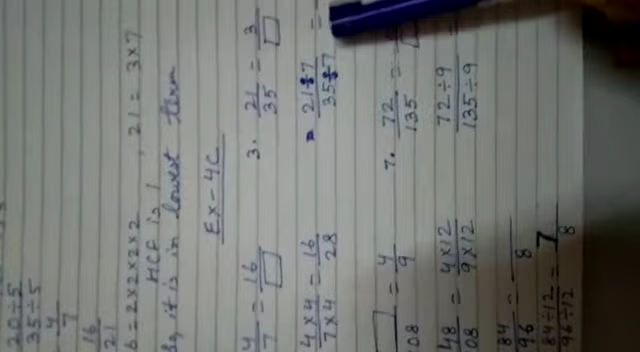 20÷5
35÷5
4
7
16
21
6=2×2×2×2, 21= 3×7
HCF is 1
it is in lowest term
Ex-4C
4/7 = 16/□ 3. 21/35 = 3/□
4×4/7×4 = 16/28 = 21÷7/35÷7 =
□/108 = 4/9 7. 72/135 = /□
48/108 = 4×12/9×12 72÷9/135÷9 =
84/96 = /8
84÷12/96÷12 = 7/8